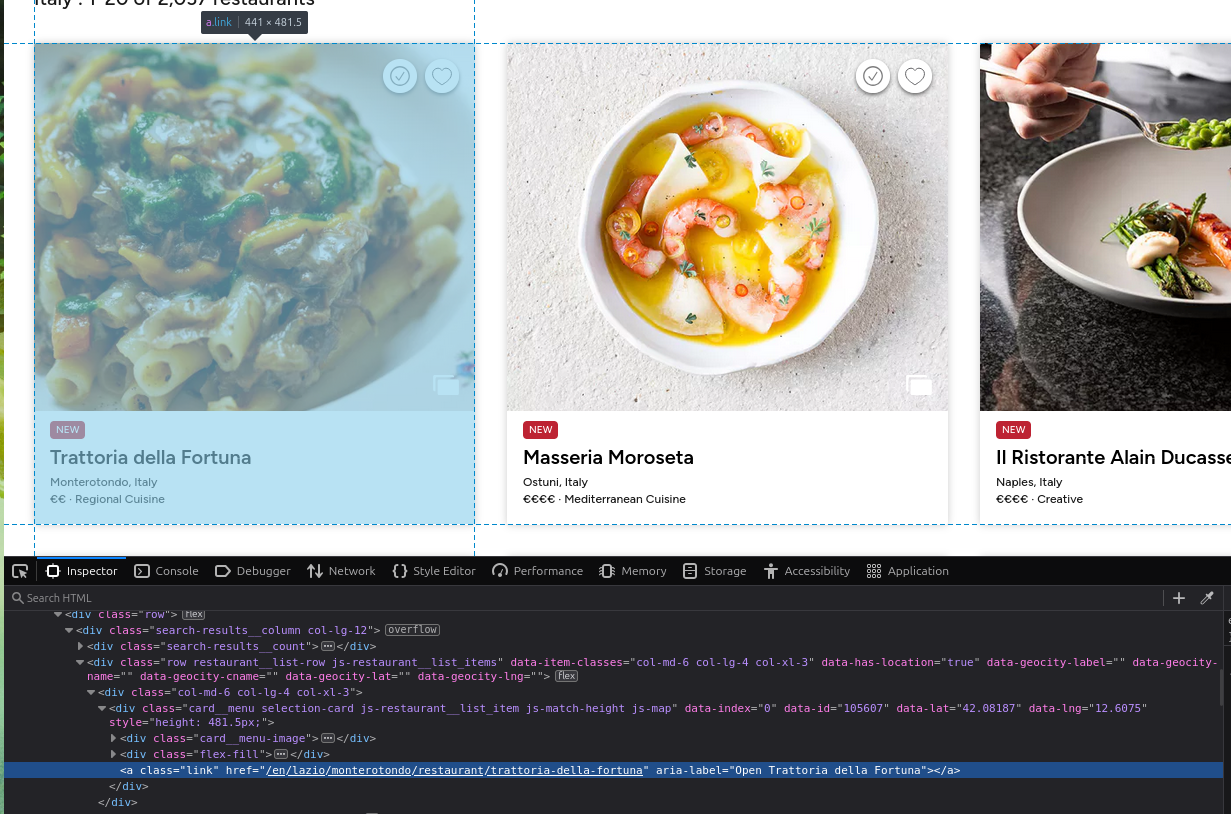 Italy : 1-20 of 2,037 restaurants
a.link 441 × 481.5
NEW
Trattoria della Fortuna
Monterotondo, Italy
€€ · Regional Cuisine
NEW
Masseria Moroseta
Ostuni, Italy
€€€€ · Mediterranean Cuisine
NEW
Il Ristorante Alain Ducasse
Naples, Italy
€€€€ · Creative
Inspector Console Debugger Network Style Editor Performance Memory Storage Accessibility Application
Search HTML
<div class="row"> flex
<div class="search-results__column col-lg-12"> overflow
<div class="search-results__count"> ⋯ </div>
<div class="row restaurant__list-row js-restaurant__list_items" data-item-classes="col-md-6 col-lg-4 col-xl-3" data-has-location="true" data-geocity-label="" data-geocity-
name="" data-geocity-cname="" data-geocity-lat="" data-geocity-lng=""> flex
<div class="col-md-6 col-lg-4 col-xl-3">
<div class="card__menu selection-card js-restaurant__list_item js-match-height js-map" data-index="0" data-id="105607" data-lat="42.08187" data-lng="12.6075"
style="height: 481.5px;">
<div class="card__menu-image"> ⋯ </div>
<div class="flex-fill"> ⋯ </div>
<a class="link" href="/en/lazio/monterotondo/restaurant/trattoria-della-fortuna" aria-label="Open Trattoria della Fortuna"></a>
</div>
</div>